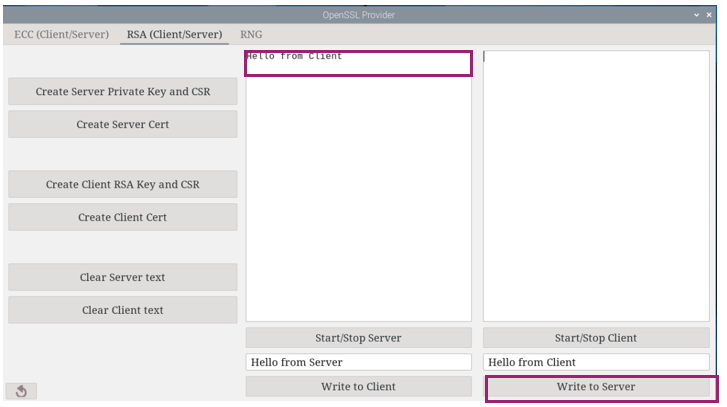 OpenSSL Provider
ECC (Client/Server) RSA (Client/Server) RNG
Hello from Client
Create Server Private Key and CSR
Create Server Cert
Create Client RSA Key and CSR
Create Client Cert
Clear Server text
Clear Client text
Start/Stop Server
Start/Stop Client
Hello from Server
Hello from Client
Write to Client
Write to Server